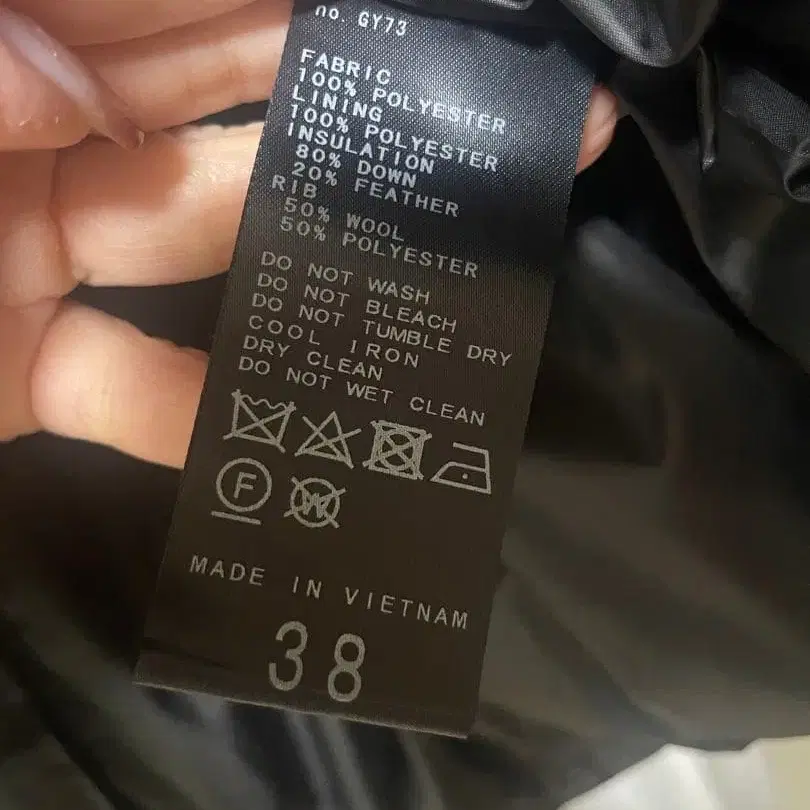 no. GY73
FABRIC
100% POLYESTER
LINING
100% POLYESTER
INSULATION
80% DOWN
20% FEATHER
RIB
50% WOOL
50% POLYESTER
DO NOT WASH
DO NOT BLEACH
DO NOT TUMBLE DRY
COOL IRON
DRY CLEAN
DO NOT WET CLEAN
F W
MADE IN VIETNAM
38